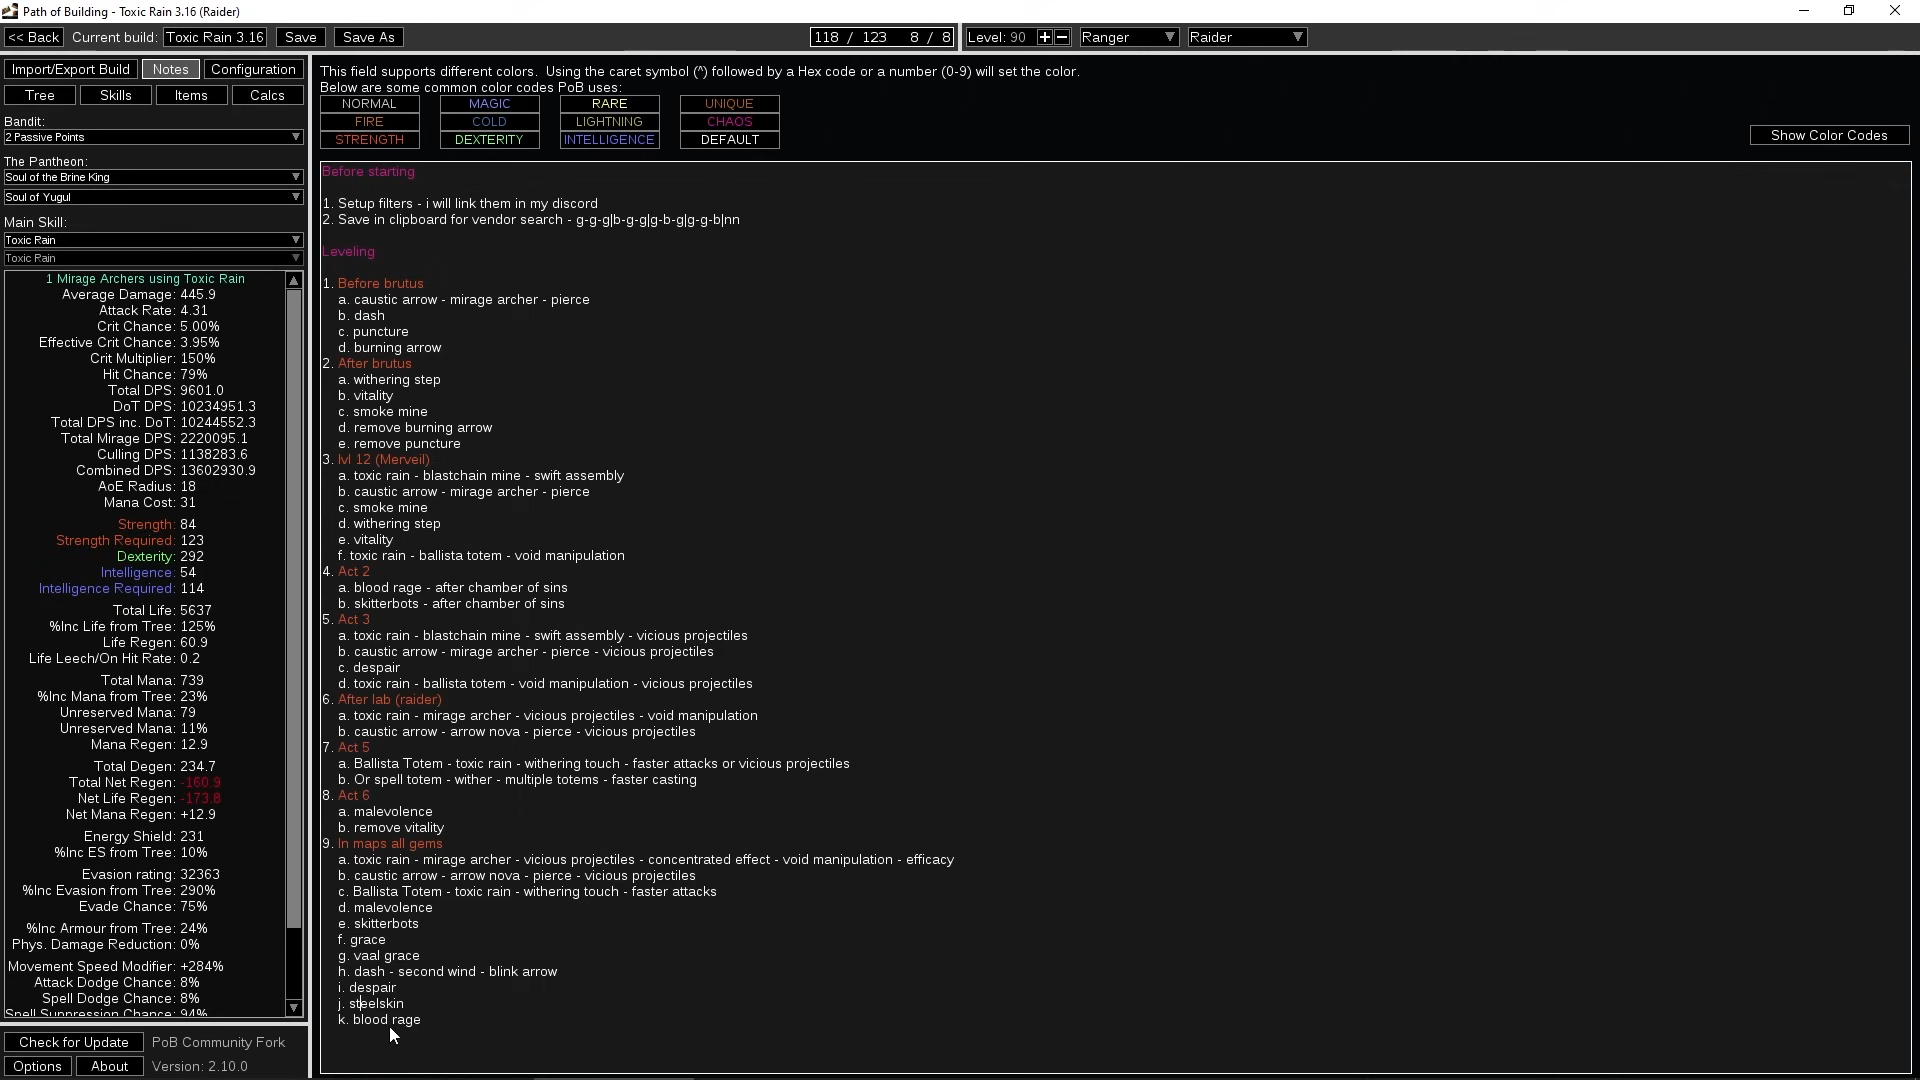 Path of Building - Toxic Rain 3.16 (Raider)
<< Back Current build: Toxic Rain 3.16 Save Save As 118 / 123 8 / 8 Level: 90 + - Ranger Raider
Import/Export Build Notes Configuration
Tree Skills Items Calcs
Bandit:
2 Passive Points
The Pantheon:
Soul of the Brine King
Soul of Yugul
Main Skill:
Toxic Rain
Toxic Rain
1 Mirage Archers using Toxic Rain
Average Damage: 445.9
Attack Rate: 4.31
Crit Chance: 5.00%
Effective Crit Chance: 3.95%
Crit Multiplier: 150%
Hit Chance: 79%
Total DPS: 9601.0
DoT DPS: 10234951.3
Total DPS inc. DoT: 10244552.3
Total Mirage DPS: 2220095.1
Culling DPS: 1138283.6
Combined DPS: 13602930.9
AoE Radius: 18
Mana Cost: 31
Strength: 84
Strength Required: 123
Dexterity: 292
Intelligence: 54
Intelligence Required: 114
Total Life: 5637
%Inc Life from Tree: 125%
Life Regen: 60.9
Life Leech/On Hit Rate: 0.2
Total Mana: 739
%Inc Mana from Tree: 23%
Unreserved Mana: 79
Unreserved Mana: 11%
Mana Regen: 12.9
Total Degen: 234.7
Total Net Regen: -160.9
Net Life Regen: -173.8
Net Mana Regen: +12.9
Energy Shield: 231
%Inc ES from Tree: 10%
Evasion rating: 32363
%Inc Evasion from Tree: 290%
Evade Chance: 75%
%Inc Armour from Tree: 24%
Phys. Damage Reduction: 0%
Movement Speed Modifier: +284%
Attack Dodge Chance: 8%
Spell Dodge Chance: 8%
Spell Suppression Chance: 94%
Check for Update PoB Community Fork
Options About Version: 2.10.0
This field supports different colors. Using the caret symbol (^) followed by a Hex code or a number (0-9) will set the color.
Below are some common color codes PoB uses:
NORMAL MAGIC RARE UNIQUE
FIRE COLD LIGHTNING CHAOS
STRENGTH DEXTERITY INTELLIGENCE DEFAULT
Show Color Codes
Before starting
1. Setup filters - i will link them in my discord
2. Save in clipboard for vendor search - g-g-g|b-g-g|g-b-g|g-g-b|nn
Leveling
1. Before brutus
a. caustic arrow - mirage archer - pierce
b. dash
c. puncture
d. burning arrow
2. After brutus
a. withering step
b. vitality
c. smoke mine
d. remove burning arrow
e. remove puncture
3. lvl 12 (Merveil)
a. toxic rain - blastchain mine - swift assembly
b. caustic arrow - mirage archer - pierce
c. smoke mine
d. withering step
e. vitality
f. toxic rain - ballista totem - void manipulation
4. Act 2
a. blood rage - after chamber of sins
b. skitterbots - after chamber of sins
5. Act 3
a. toxic rain - blastchain mine - swift assembly - vicious projectiles
b. caustic arrow - mirage archer - pierce - vicious projectiles
c. despair
d. toxic rain - ballista totem - void manipulation - vicious projectiles
6. After lab (raider)
a. toxic rain - mirage archer - vicious projectiles - void manipulation
b. caustic arrow - arrow nova - pierce - vicious projectiles
7. Act 5
a. Ballista Totem - toxic rain - withering touch - faster attacks or vicious projectiles
b. Or spell totem - wither - multiple totems - faster casting
8. Act 6
a. malevolence
b. remove vitality
9. In maps all gems
a. toxic rain - mirage archer - vicious projectiles - concentrated effect - void manipulation - efficacy
b. caustic arrow - arrow nova - pierce - vicious projectiles
c. Ballista Totem - toxic rain - withering touch - faster attacks
d. malevolence
e. skitterbots
f. grace
g. vaal grace
h. dash - second wind - blink arrow
i. despair
j. steelskin
k. blood rage